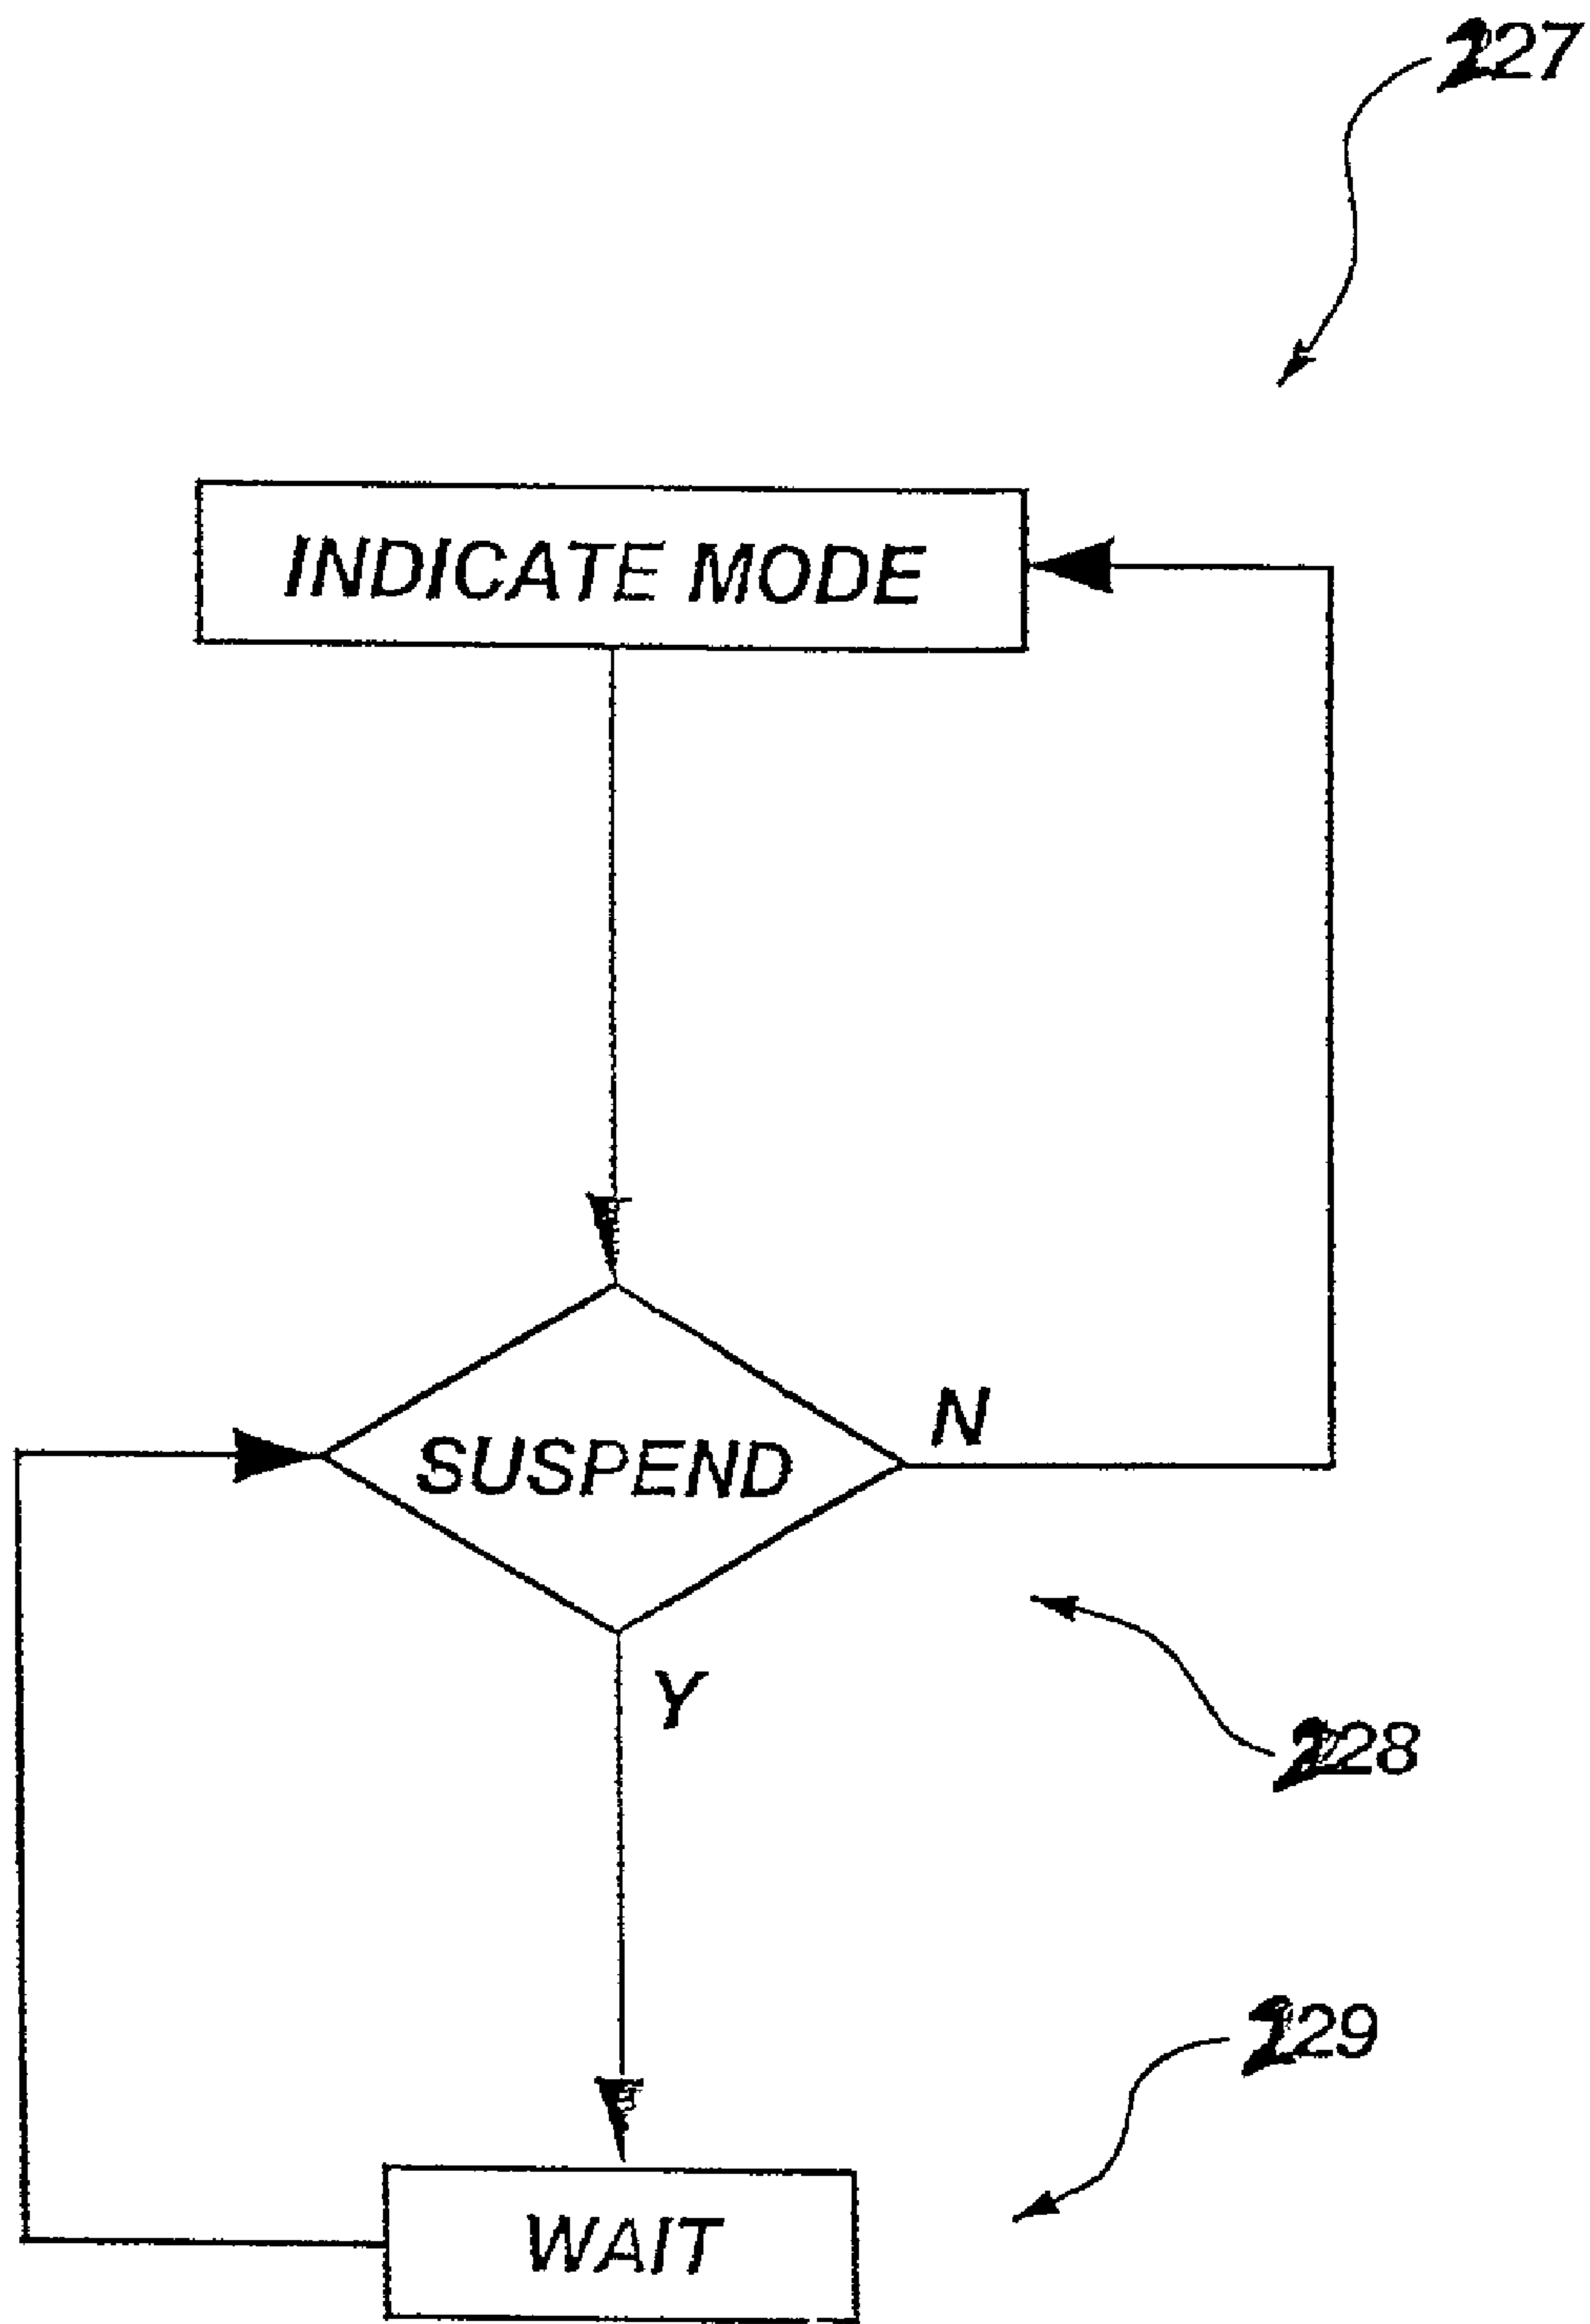 227
INDICATE MODE
SUSPEND
N
Y
228
229
WAIT